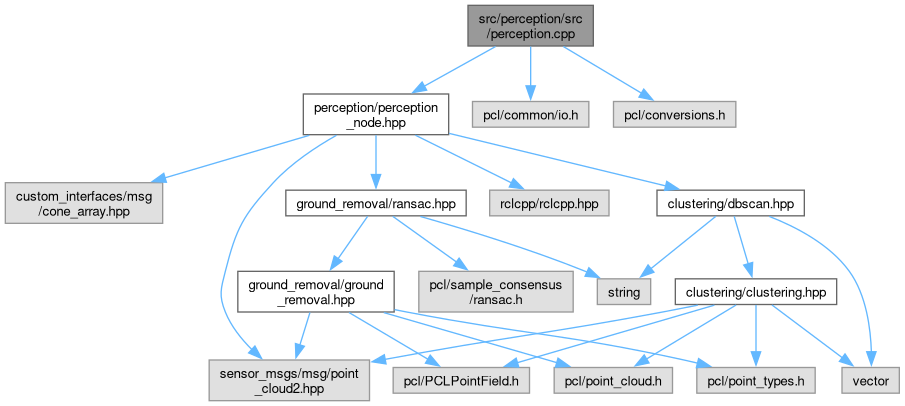 src/perception/src
/perception.cpp
perception/perception
_node.hpp
pcl/common/io.h
pcl/conversions.h
custom_interfaces/msg
/cone_array.hpp
ground_removal/ransac.hpp
rclcpp/rclcpp.hpp
clustering/dbscan.hpp
ground_removal/ground
_removal.hpp
pcl/sample_consensus
/ransac.h
string
clustering/clustering.hpp
sensor_msgs/msg/point
_cloud2.hpp
pcl/PCLPointField.h
pcl/point_cloud.h
pcl/point_types.h
vector